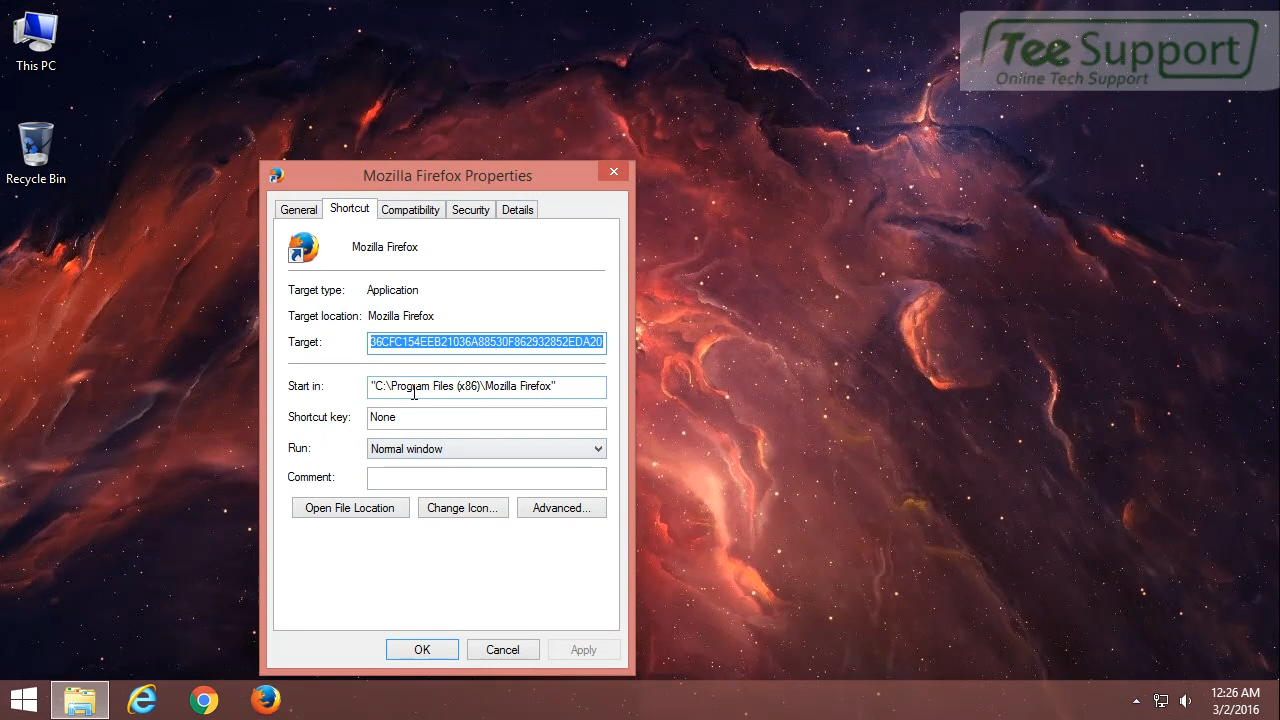 This PC
Recycle Bin
Tee Support
Online Tech Support
Mozilla Firefox Properties
General Shortcut Compatibility Security Details
Mozilla Firefox
Target type: Application
Target location: Mozilla Firefox
Target: 36CFC154EEB21036A88530F862932852EDA20
Start in: "C:\Program Files (x86)\Mozilla Firefox"
Shortcut key: None
Run: Normal window
Comment:
Open File Location Change Icon... Advanced...
OK Cancel Apply
12:26 AM
3/2/2016